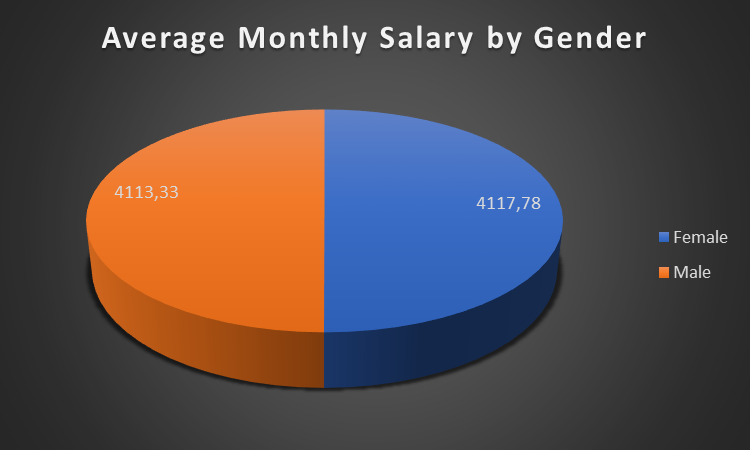 Average Monthly Salary by Gender
4113,33
4117,78
Female
Male